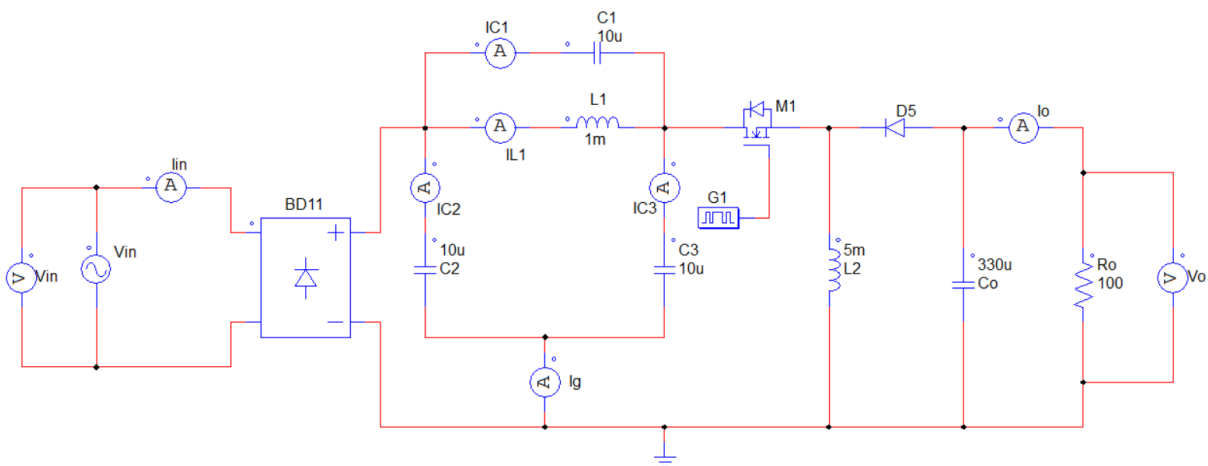 IC1
C1
10u
A
L1
A
1m
IL1
M1
D5
Io
A
Iin
A
BD11
A
IC2
A
IC3
G1
Vin
V
Vin
10u
C2
C3
10u
5m
L2
330u
Co
Ro
100
V
Vo
A
Ig